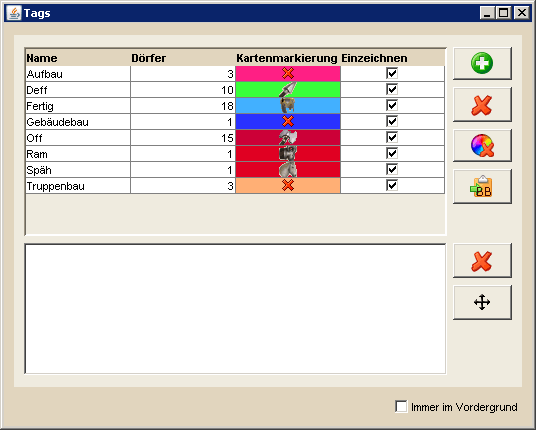 Tags
Name Dörfer Kartenmarkierung Einzeichnen
Aufbau 3
Deff 10
Fertig 18
Gebäudebau 1
Off 15
Ram 1
Späh 1
Truppenbau 3
BB
Immer im Vordergrund